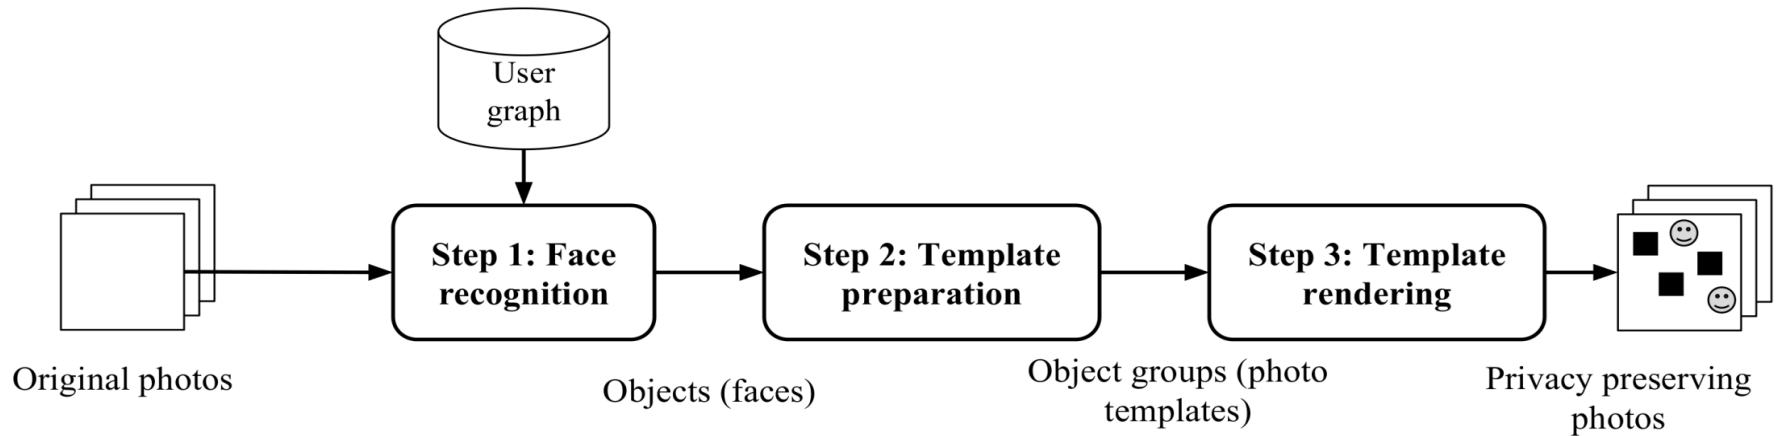 User
graph
Step 1: Face
recognition
Step 2: Template
preparation
Step 3: Template
rendering
Original photos
Objects (faces)
Object groups (photo
templates)
Privacy preserving
photos